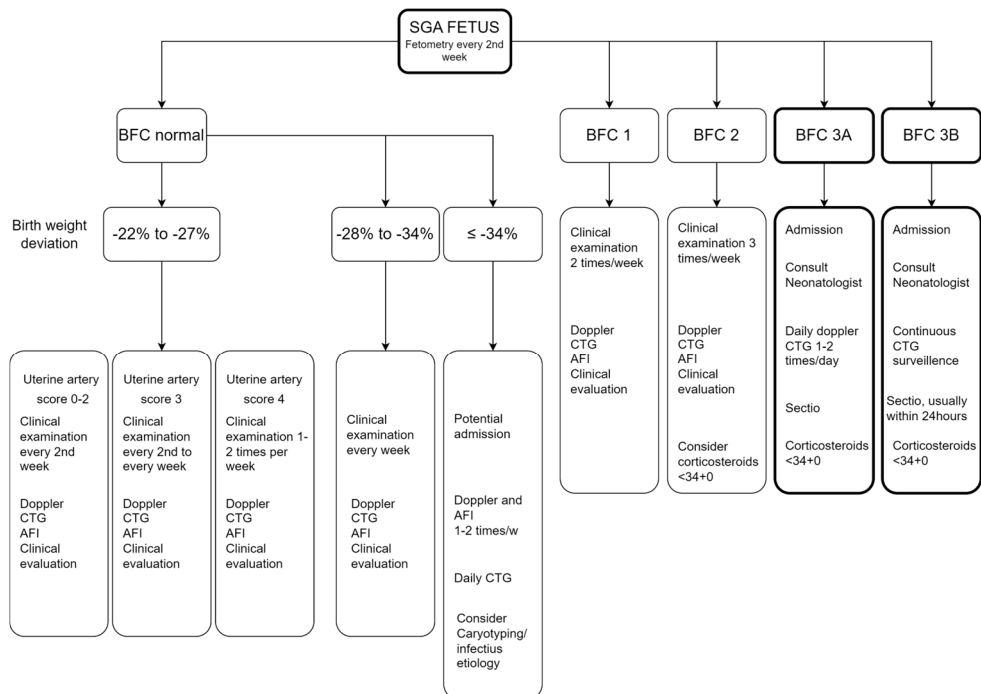 SGA FETUS
Fetometry every 2nd
week
BFC normal
BFC 1
BFC 2
BFC 3A
BFC 3B
Birth weight
deviation
-22% to -27%
-28% to -34%
≤ -34%
Uterine artery
score 0-2
Clinical
examination
every 2nd
week
Doppler
CTG
AFI
Clinical
evaluation
Uterine artery
score 3
Clinical
examination
every 2nd to
every week
Doppler
CTG
AFI
Clinical
evaluation
Uterine artery
score 4
Clinical
examination 1-
2 times per
week
Doppler
CTG
AFI
Clinical
evaluation
Clinical
examination
every week
Doppler
CTG
AFI
Clinical
evaluation
Potential
admission
Doppler and
AFI
1-2 times/w
Daily CTG
Consider
Caryotyping/
infectius
etiology
Clinical
examination
2 times/week
Doppler
CTG
AFI
Clinical
evaluation
Clinical
examination 3
times/week
Doppler
CTG
AFI
Clinical
evaluation
Consider
corticosteroids
<34+0
Admission
Consult
Neonatologist
Daily doppler
CTG 1-2
times/day
Sectio
Corticosteroids
<34+0
Admission
Consult
Neonatologist
Continuous
CTG
surveillence
Sectio, usually
within 24hours
Corticosteroids
<34+0